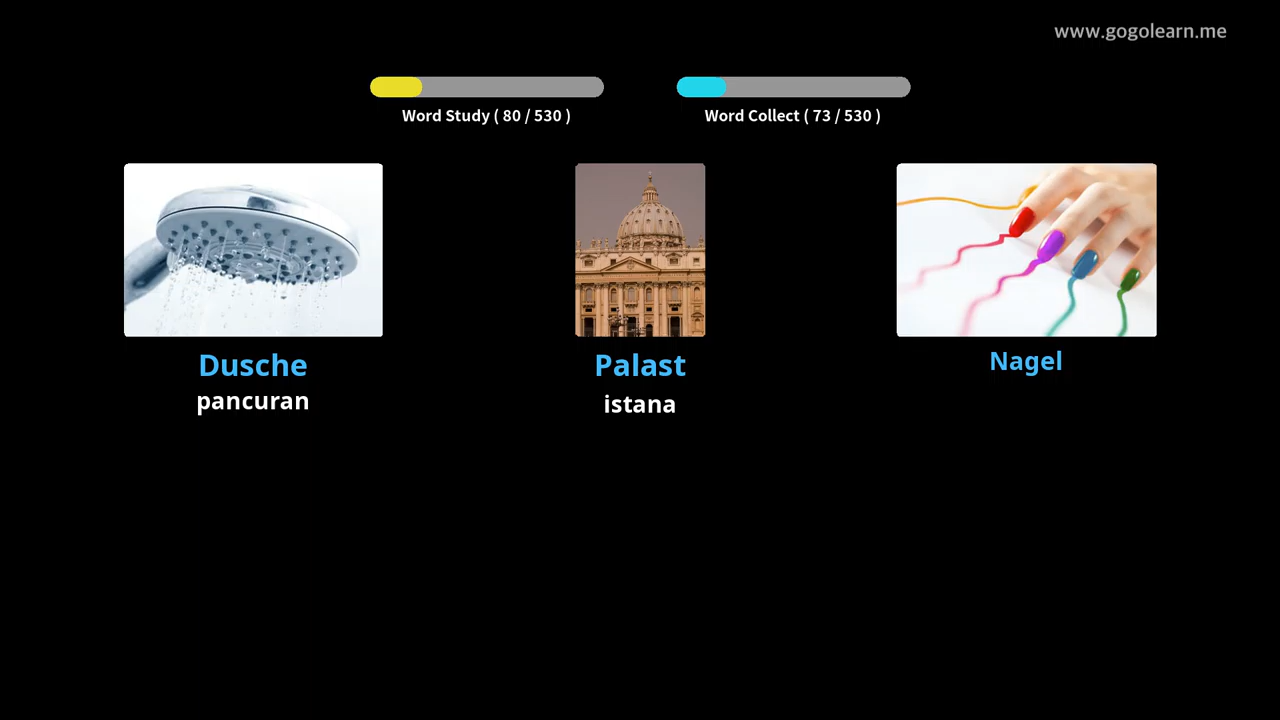 www.gogolearn.me
Word Study ( 80 / 530 )
Word Collect ( 73 / 530 )
Dusche
pancuran
Palast
istana
Nagel